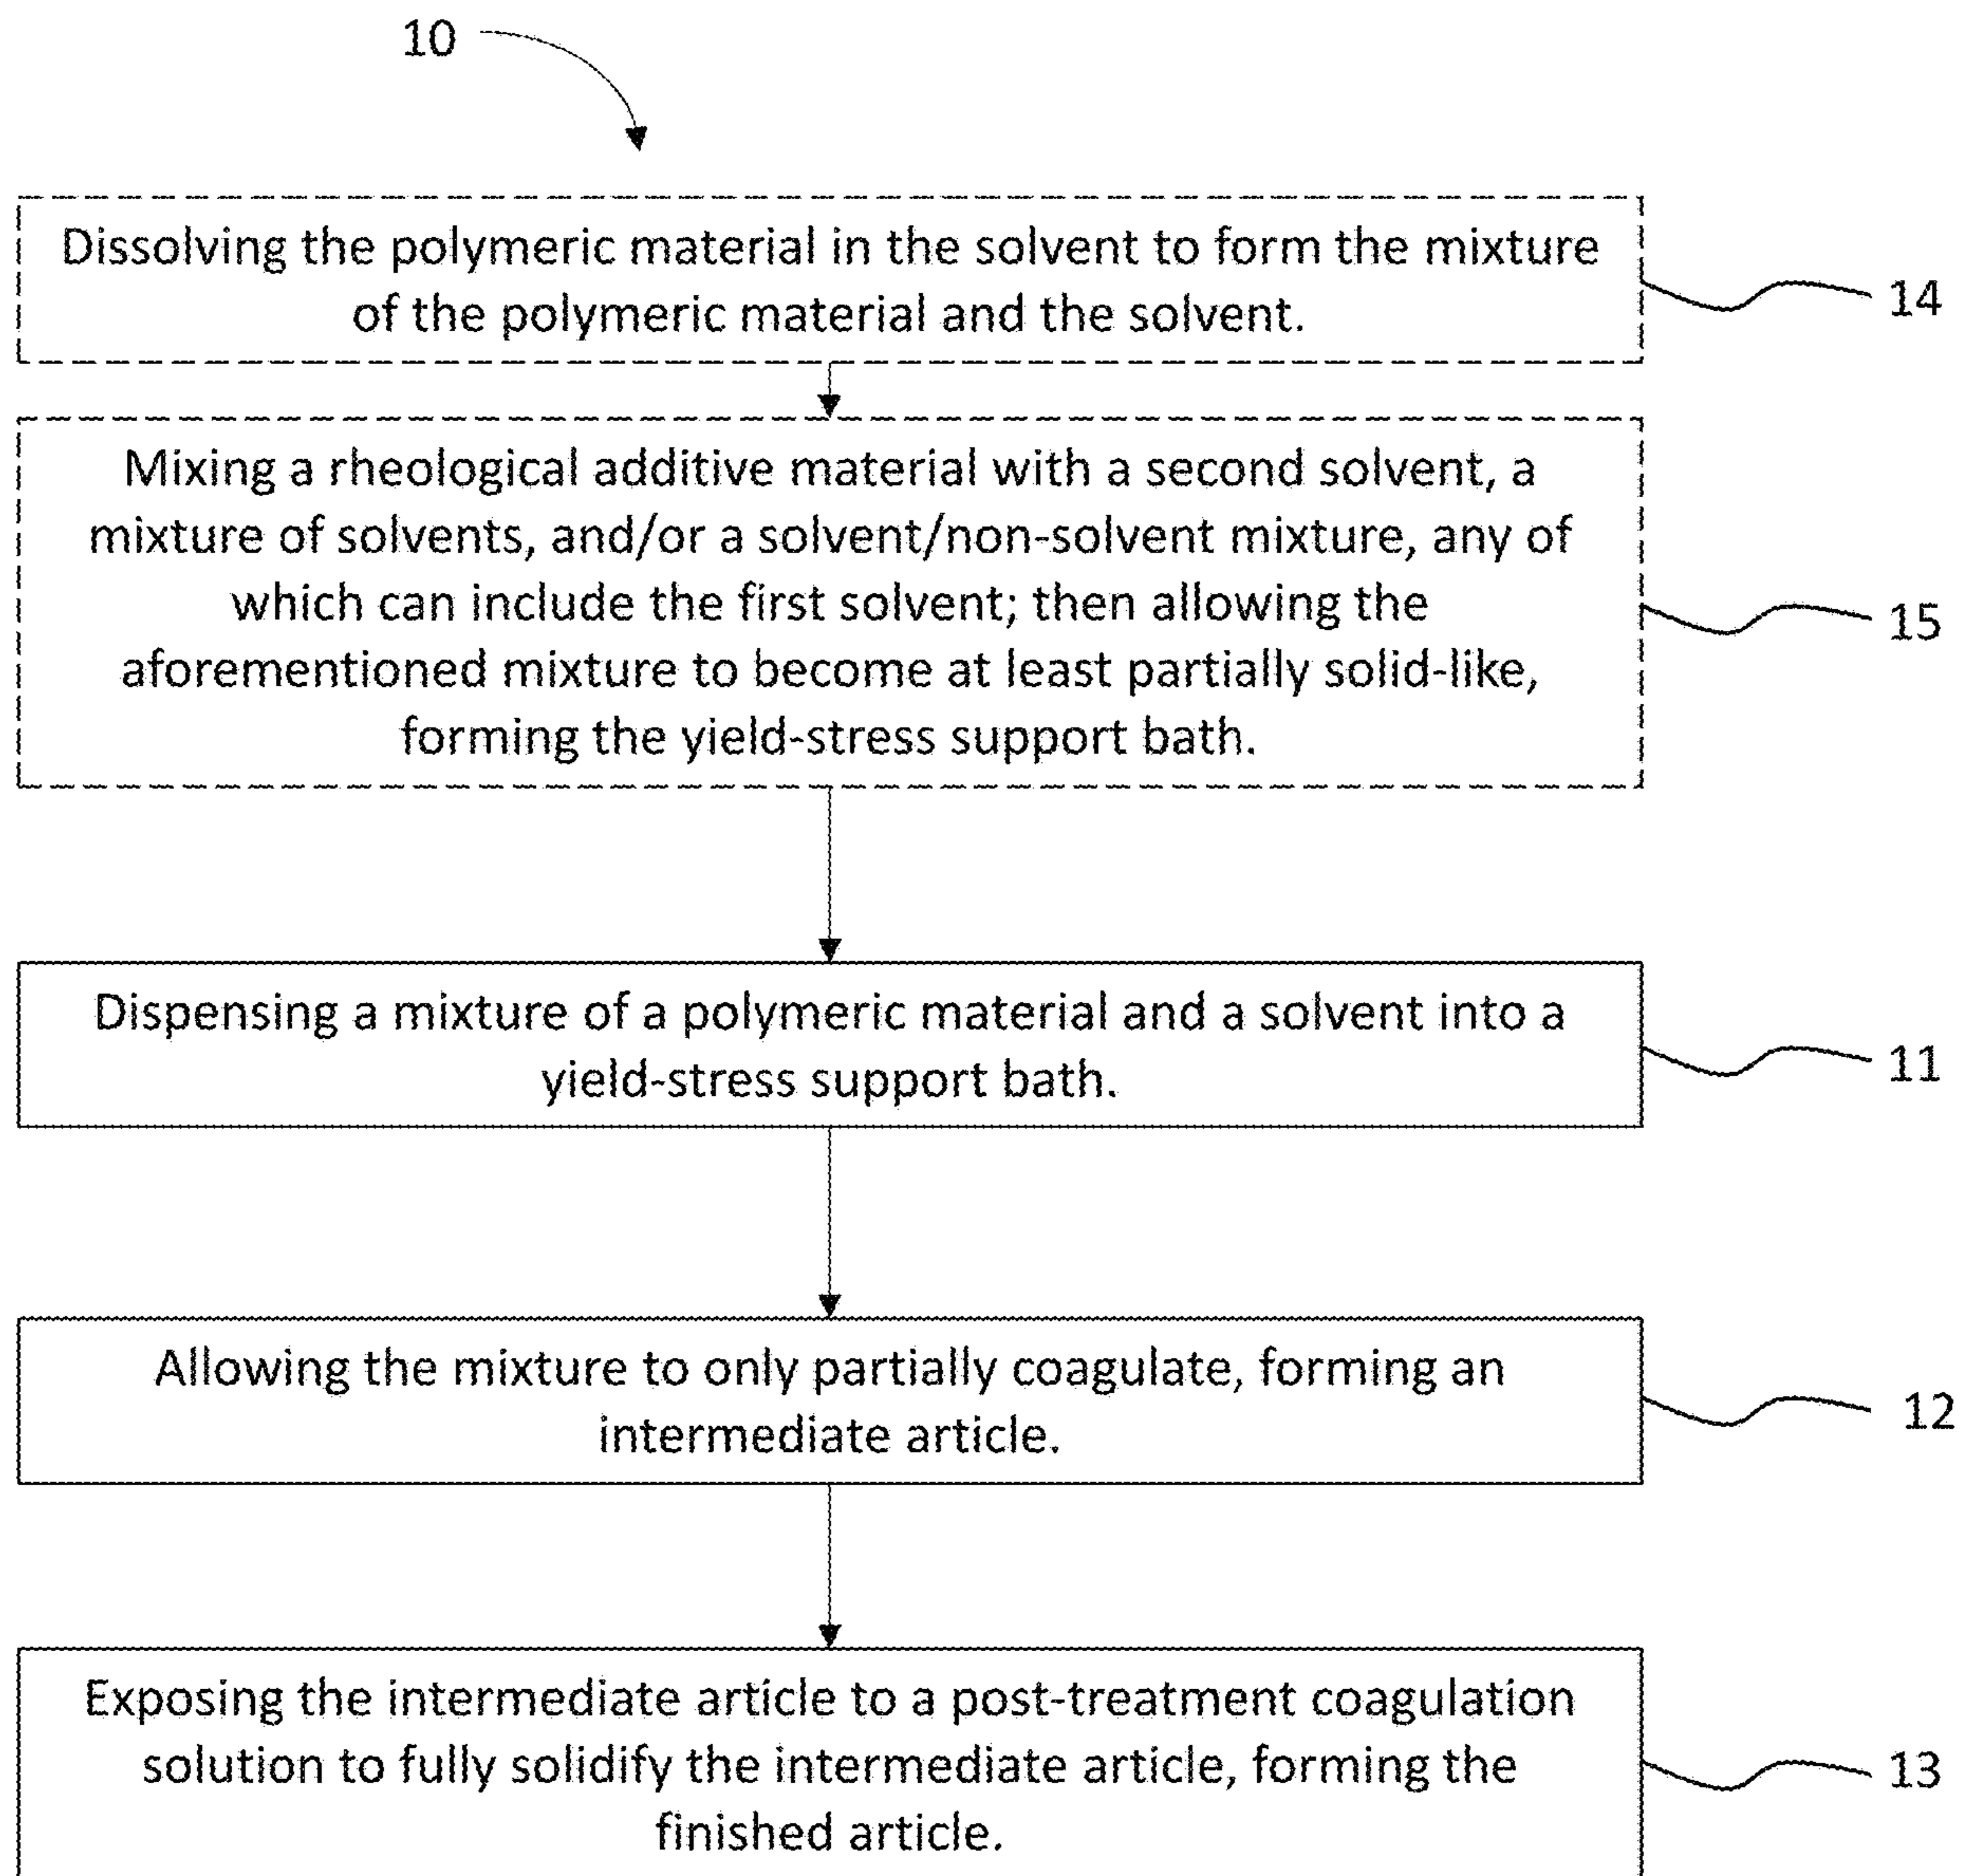 10
Dissolving the polymeric material in the solvent to form the mixture
of the polymeric material and the solvent.
14
Mixing a rheological additive material with a second solvent, a
mixture of solvents, and/or a solvent/non-solvent mixture, any of
which can include the first solvent; then allowing the
aforementioned mixture to become at least partially solid-like,
forming the yield-stress support bath.
15
Dispensing a mixture of a polymeric material and a solvent into a
yield-stress support bath.
11
Allowing the mixture to only partially coagulate, forming an
intermediate article.
12
Exposing the intermediate article to a post-treatment coagulation
solution to fully solidify the intermediate article, forming the
finished article.
13